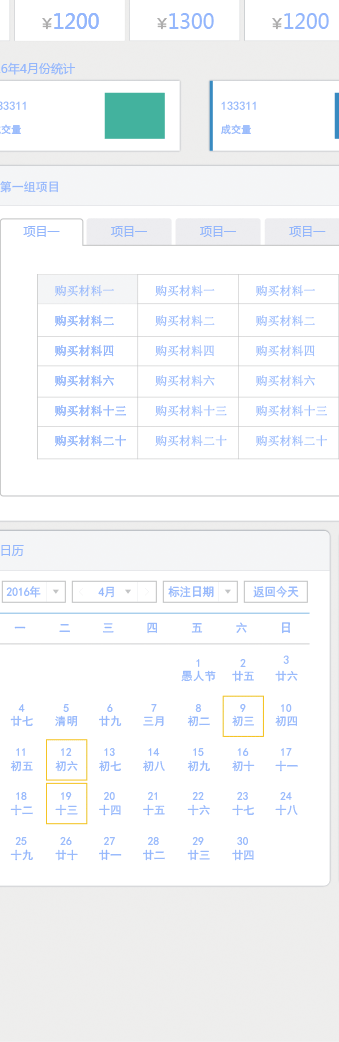 ¥1200 ¥1300 ¥1200
6年4月份统计
33311 133311
交量 成交量
第一组项目
项目一 项目一 项目一 项目一
购买材料一 购买材料一 购买材料一
购买材料二 购买材料二 购买材料二
购买材料四 购买材料四 购买材料四
购买材料六 购买材料六 购买材料六
购买材料十三 购买材料十三 购买材料十三
购买材料二十 购买材料二十 购买材料二十
日历
2016年 4月 标注日期 返回今天
一 二 三 四 五 六 日
1 2 3
愚人节 廿五 廿六
4 5 6 7 8 9 10
廿七 清明 廿九 三月 初二 初三 初四
11 12 13 14 15 16 17
初五 初六 初七 初八 初九 初十 十一
18 19 20 21 22 23 24
十二 十三 十四 十五 十六 十七 十八
25 26 27 28 29 30
十九 廿十 廿一 廿二 廿三 廿四